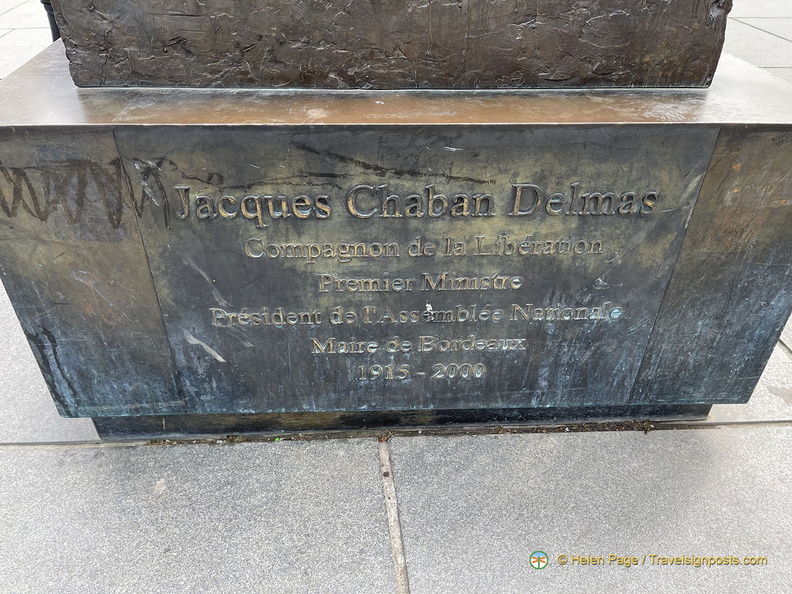 Jacques Chaban Delmas
Compagnon de la Libération
Premier Ministre
Président de l'Assemblée Nationale
Maire de Bordeaux
1915 - 2000
© Helen Page / Travelsignposts.com